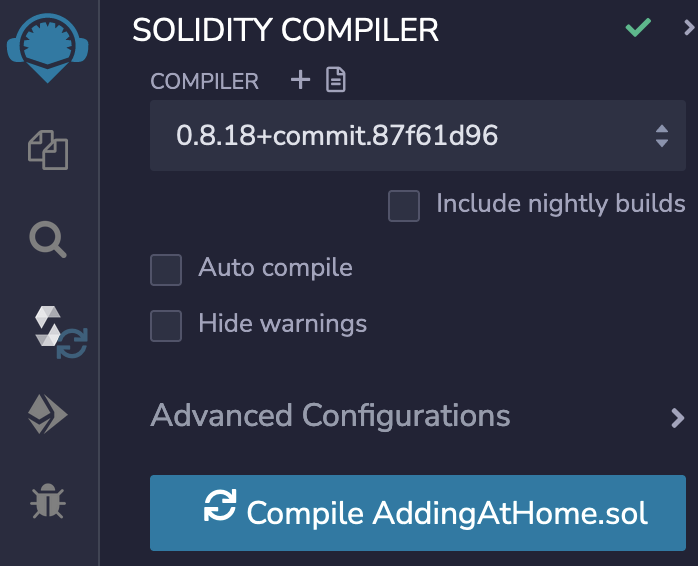 SOLIDITY COMPILER
COMPILER
0.8.18+commit.87f61d96
Include nightly builds
Auto compile
Hide warnings
Advanced Configurations
Compile AddingAtHome.sol